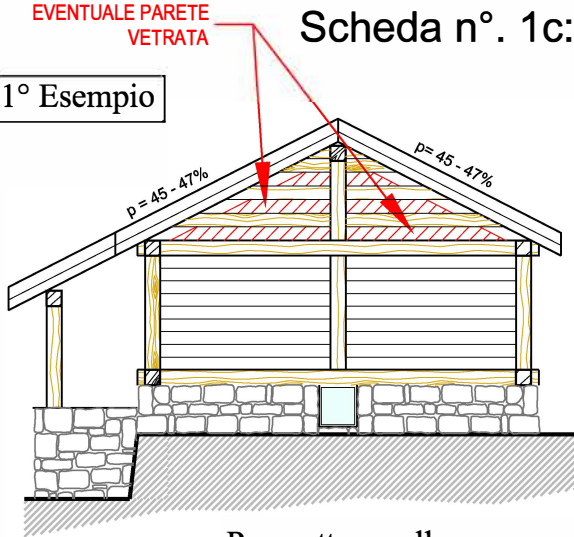 EVENTUALE PARETE
VETRATA
Scheda n°. 1c:
1° Esempio
p= 45 - 47%
p= 45 - 47%